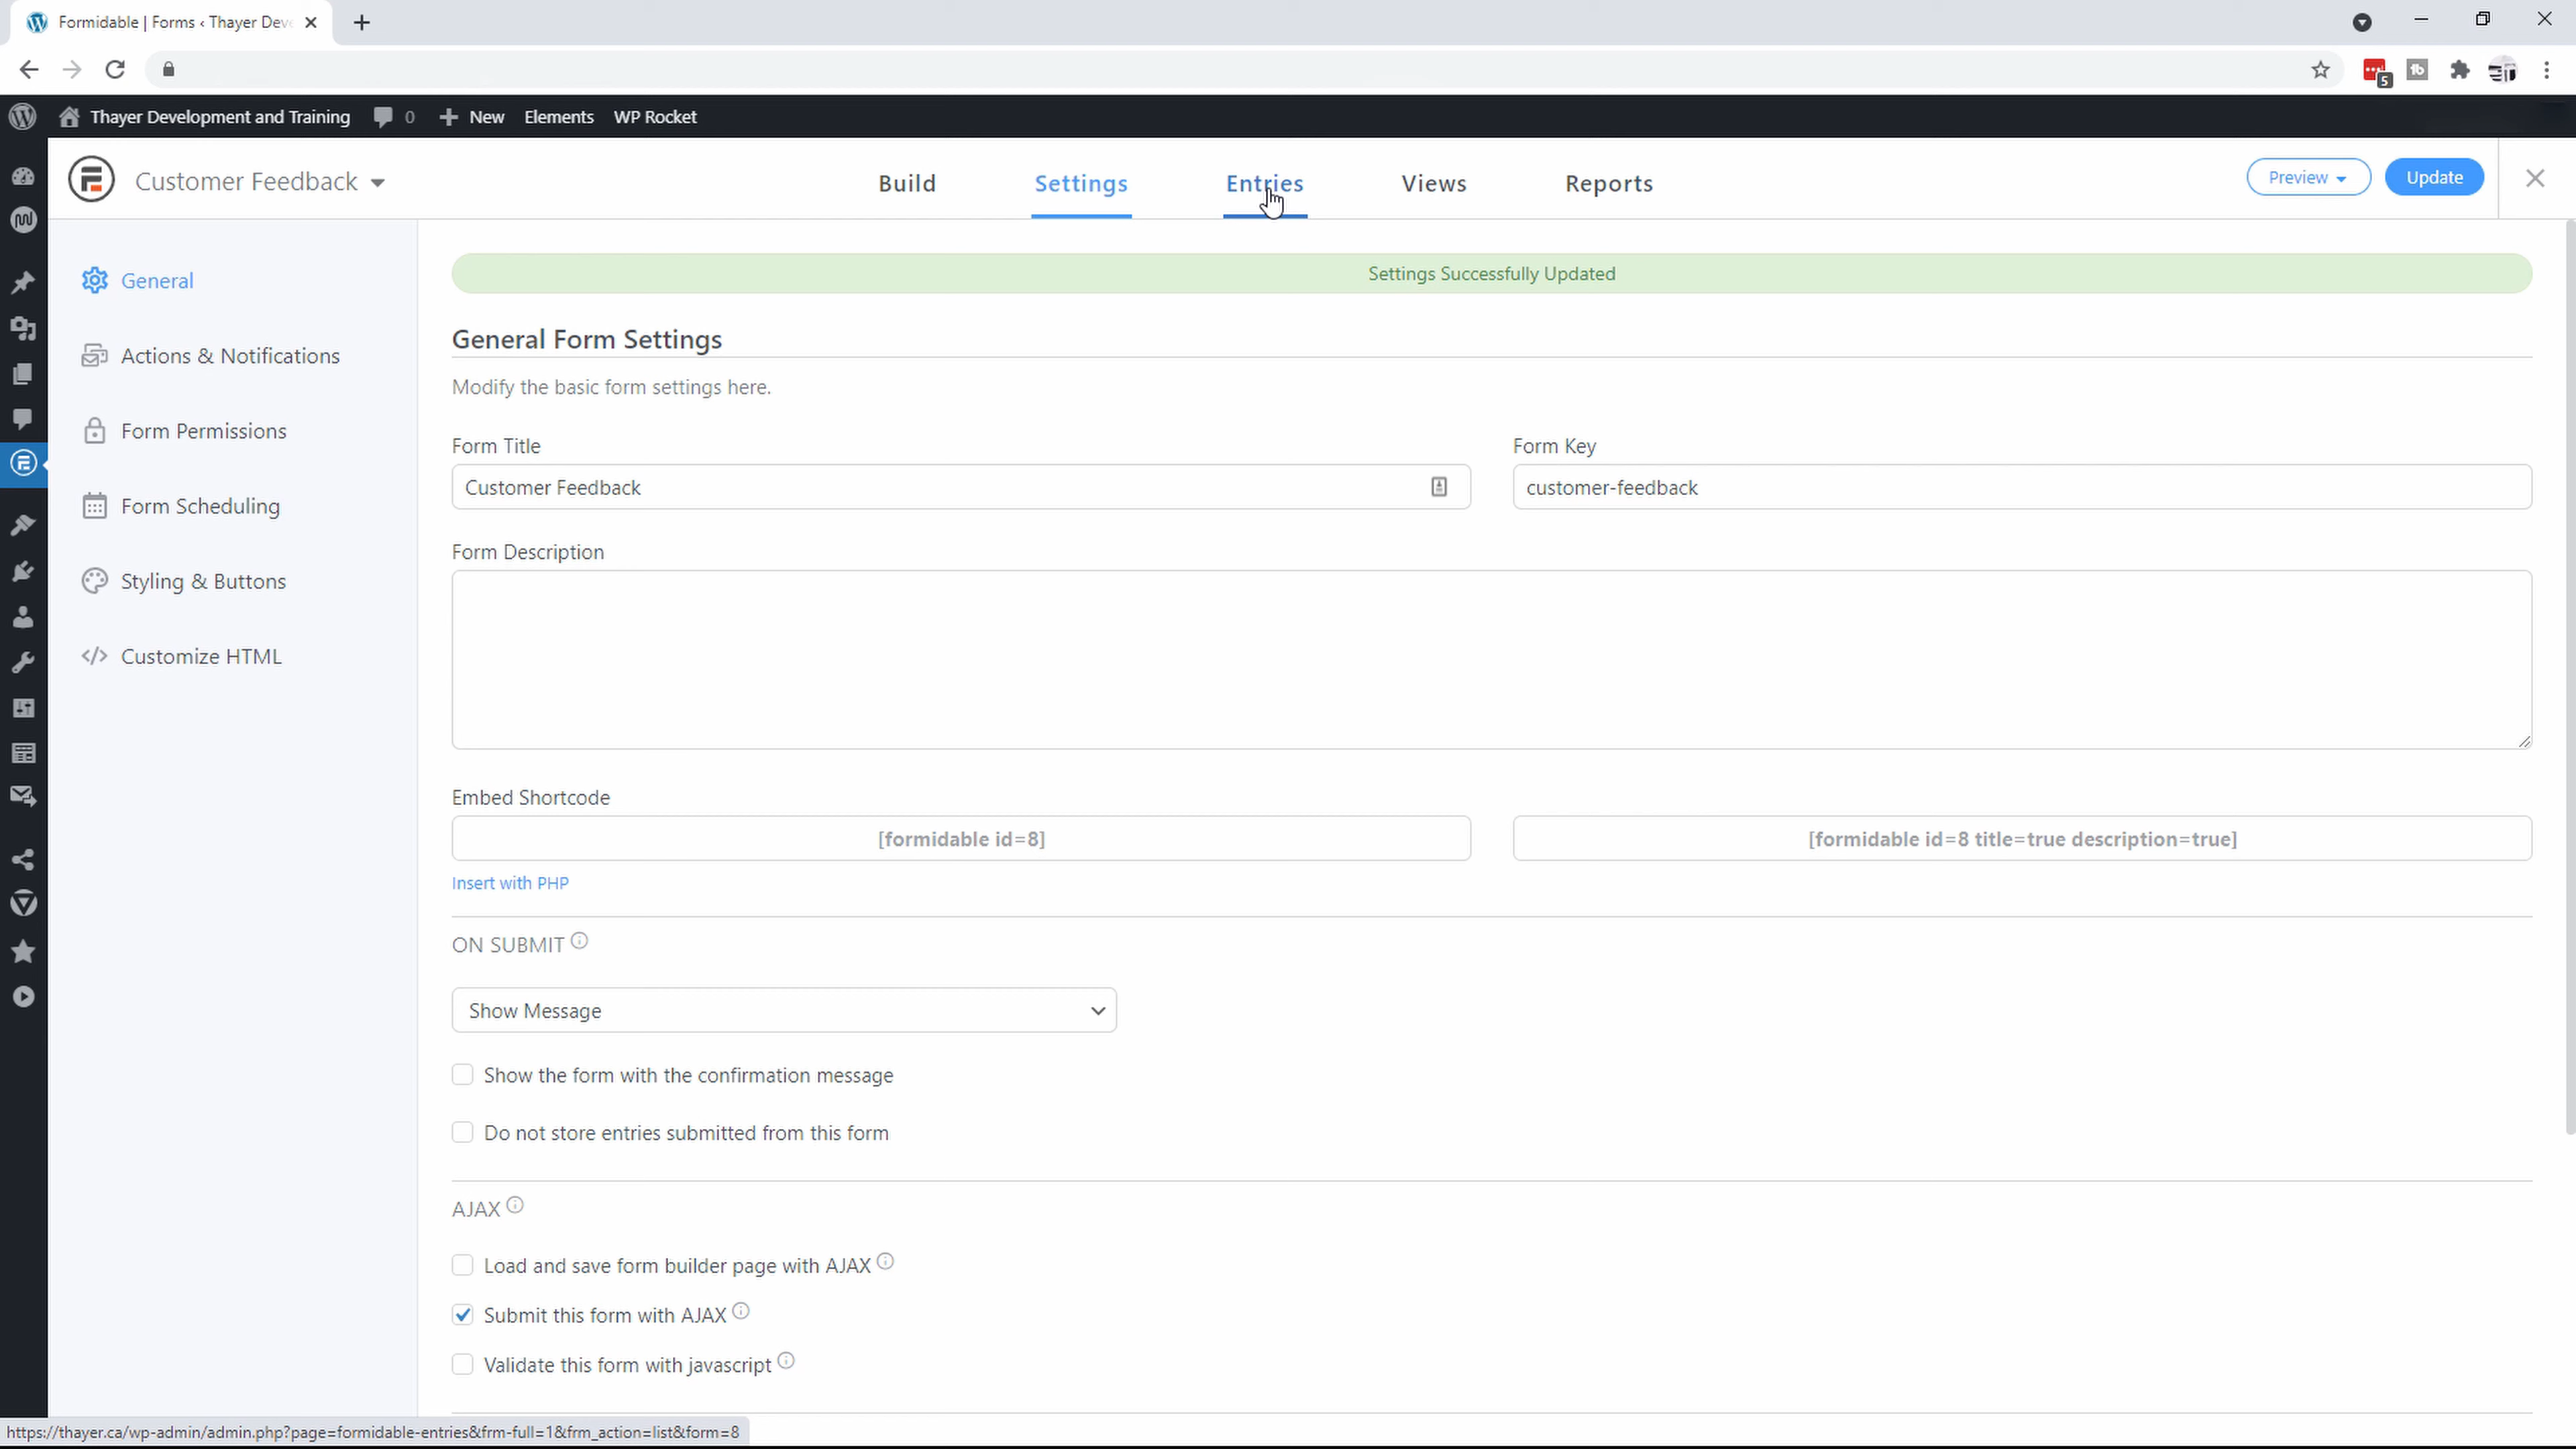 Formidable | Forms ‹ Thayer Dev
Thayer Development and Training 0 New Elements WP Rocket
5
Customer Feedback
Build Settings Entries Views Reports
Preview Update
General
Actions & Notifications
Form Permissions
Form Scheduling
Styling & Buttons
Customize HTML
Settings Successfully Updated
General Form Settings
Modify the basic form settings here.
Form Title Form Key
Customer Feedback customer-feedback
Form Description
Embed Shortcode
[formidable id=8] [formidable id=8 title=true description=true]
Insert with PHP
ON SUBMIT
Show Message
Show the form with the confirmation message
Do not store entries submitted from this form
AJAX
Load and save form builder page with AJAX
Submit this form with AJAX
Validate this form with javascript
https://thayer.ca/wp-admin/admin.php?page=formidable-entries&frm-full=1&frm_action=list&form=8